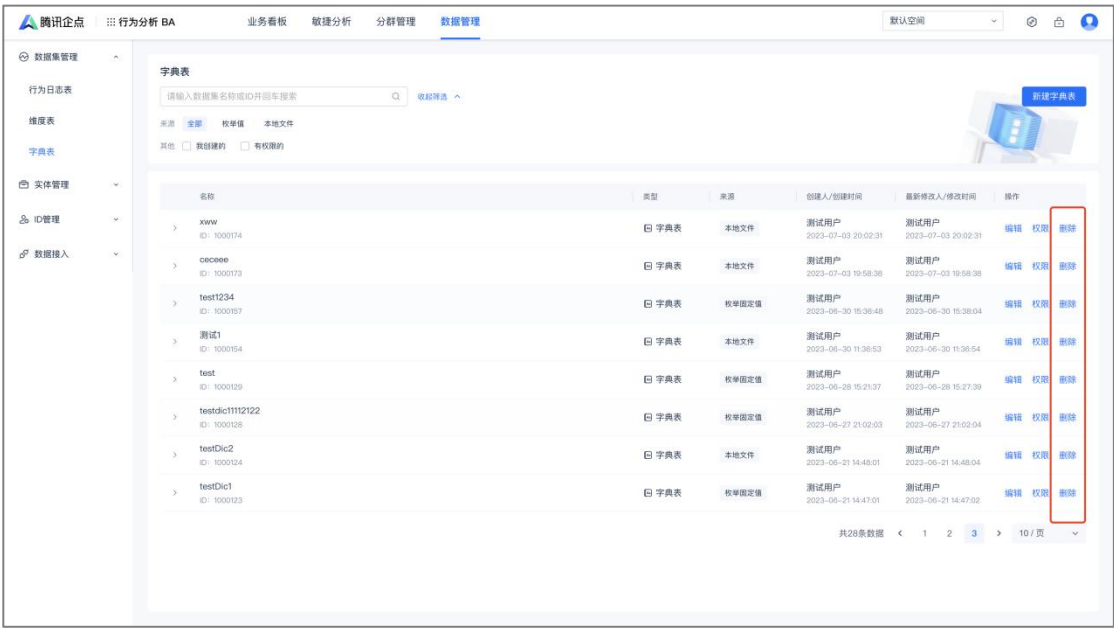 腾讯企点 行为分析 BA 业务看板 敏捷分析 分群管理 数据管理 默认空间
数据集管理
行为日志表
维度表
字典表
实体管理
ID管理
数据接入
字典表
请输入数据集名称或ID并回车搜索 收起筛选
新建字典表
来源 全部 枚举值 本地文件
其他 我创建的 有权限的
名称 类型 来源 创建人/创建时间 最新修改人/修改时间 操作
xww 字典表 本地文件 测试用户 测试用户 编辑 权限 删除
ID: 1000174 2023-07-03 20:02:31 2023-07-03 20:02:31
ceceee 字典表 本地文件 测试用户 测试用户 编辑 权限 删除
ID: 1000173 2023-07-03 19:58:38 2023-07-03 19:58:38
test1234 字典表 枚举固定值 测试用户 测试用户 编辑 权限 删除
ID: 1000157 2023-06-30 15:36:48 2023-06-30 15:38:04
测试1 字典表 本地文件 测试用户 测试用户 编辑 权限 删除
ID: 1000154 2023-06-30 11:36:53 2023-06-30 11:36:54
test 字典表 枚举固定值 测试用户 测试用户 编辑 权限 删除
ID: 1000129 2023-06-28 15:21:37 2023-06-28 15:27:39
testdic11112122 字典表 枚举固定值 测试用户 测试用户 编辑 权限 删除
ID: 1000128 2023-06-27 21:02:03 2023-06-27 21:02:04
testDic2 字典表 本地文件 测试用户 测试用户 编辑 权限 删除
ID: 1000124 2023-06-21 14:48:01 2023-06-21 14:48:04
testDic1 字典表 枚举固定值 测试用户 测试用户 编辑 权限 删除
ID: 1000123 2023-06-21 14:47:01 2023-06-21 14:47:02
共28条数据 1 2 3 10 / 页